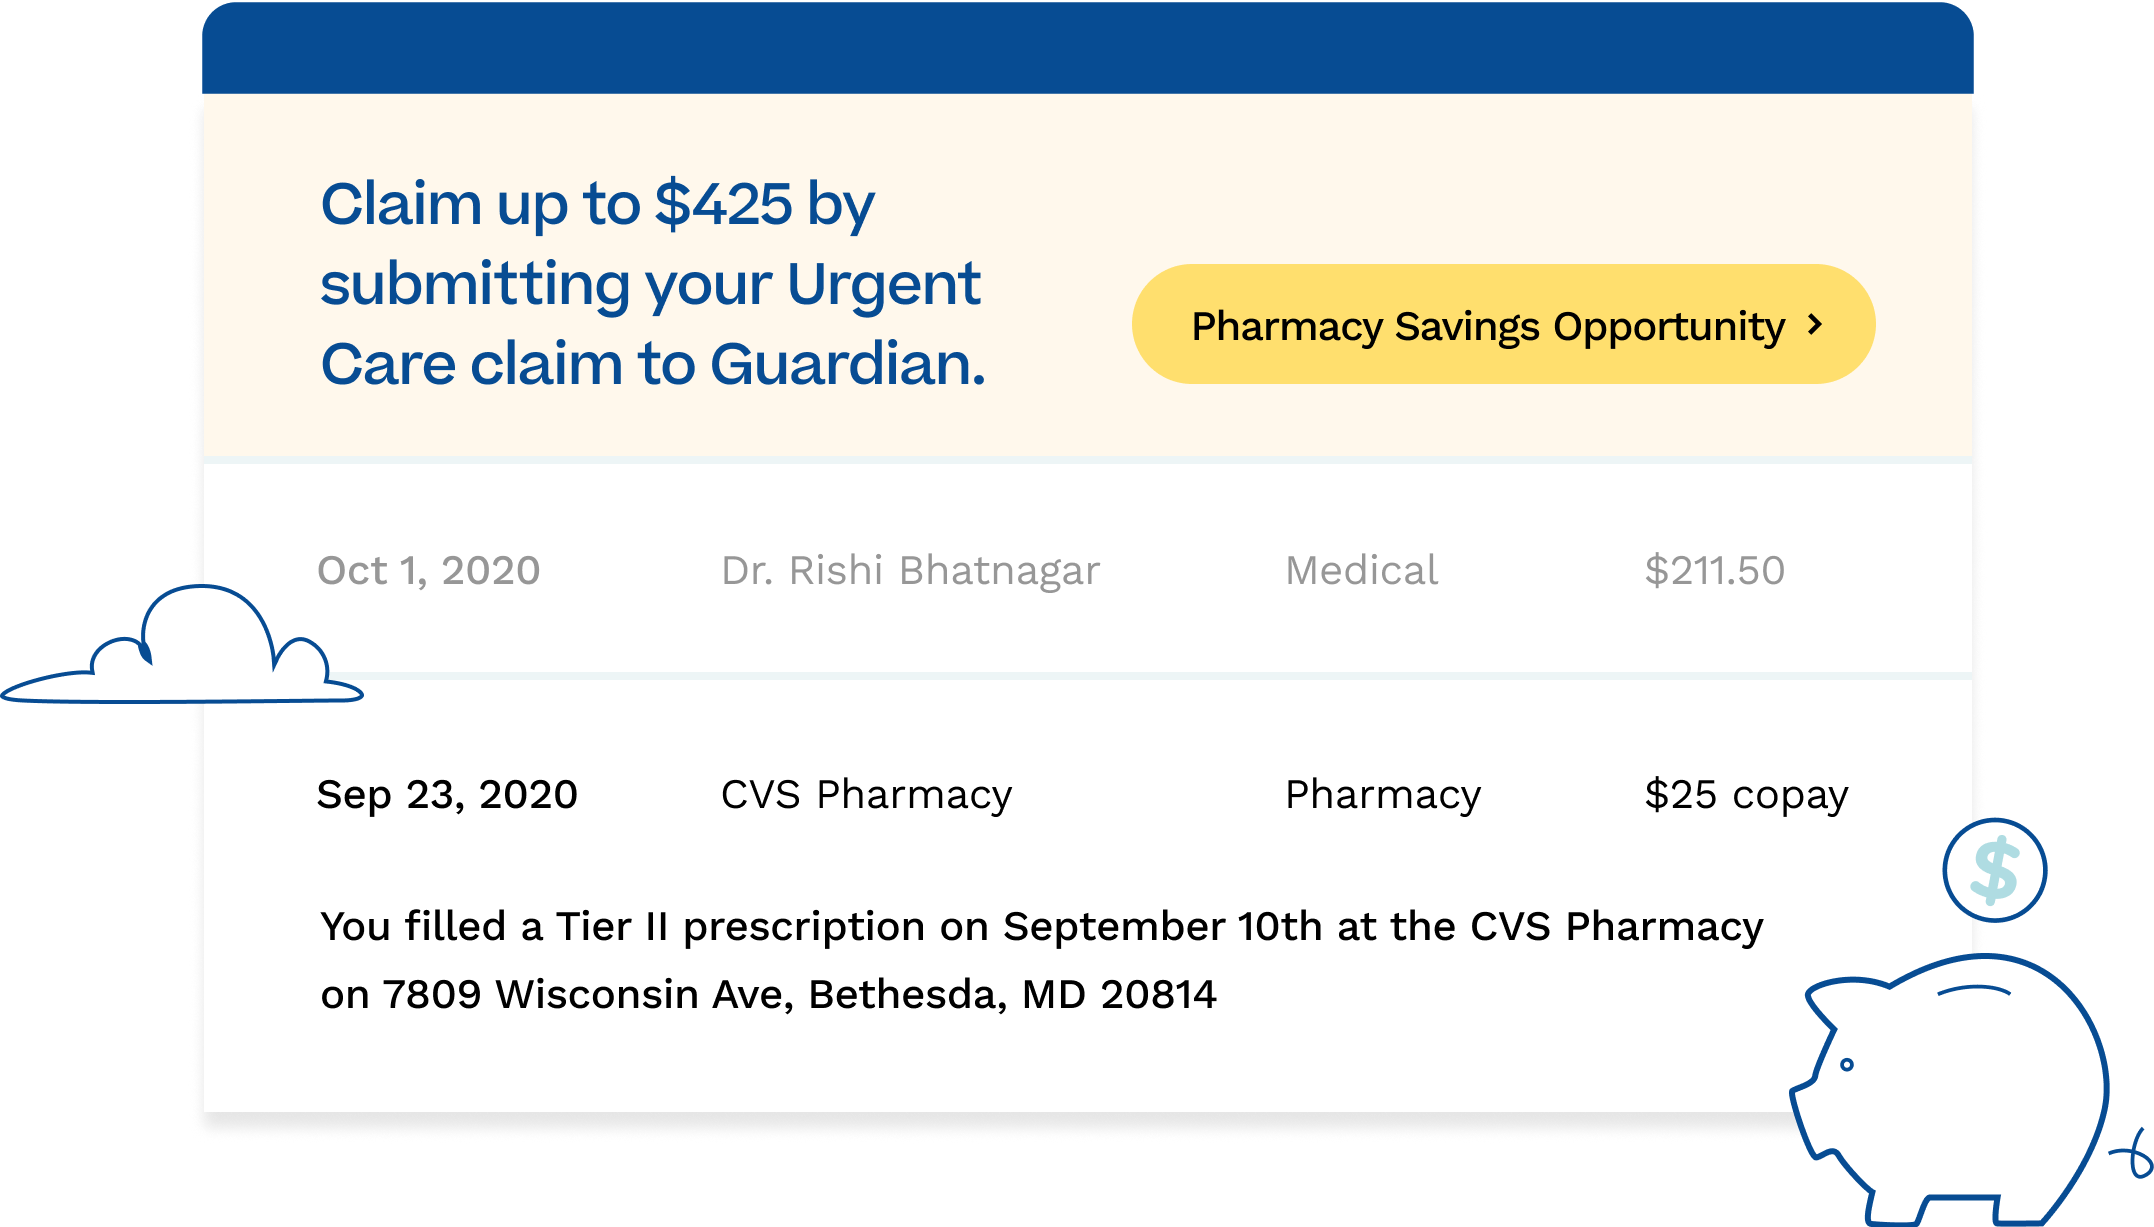 Claim up to $425 by
submitting your Urgent
Care claim to Guardian.
Pharmacy Savings Opportunity
Oct 1, 2020 Dr. Rishi Bhatnagar Medical $211.50
Sep 23, 2020 CVS Pharmacy Pharmacy $25 copay
$
You filled a Tier II prescription on September 10th at the CVS Pharmacy
on 7809 Wisconsin Ave, Bethesda, MD 20814